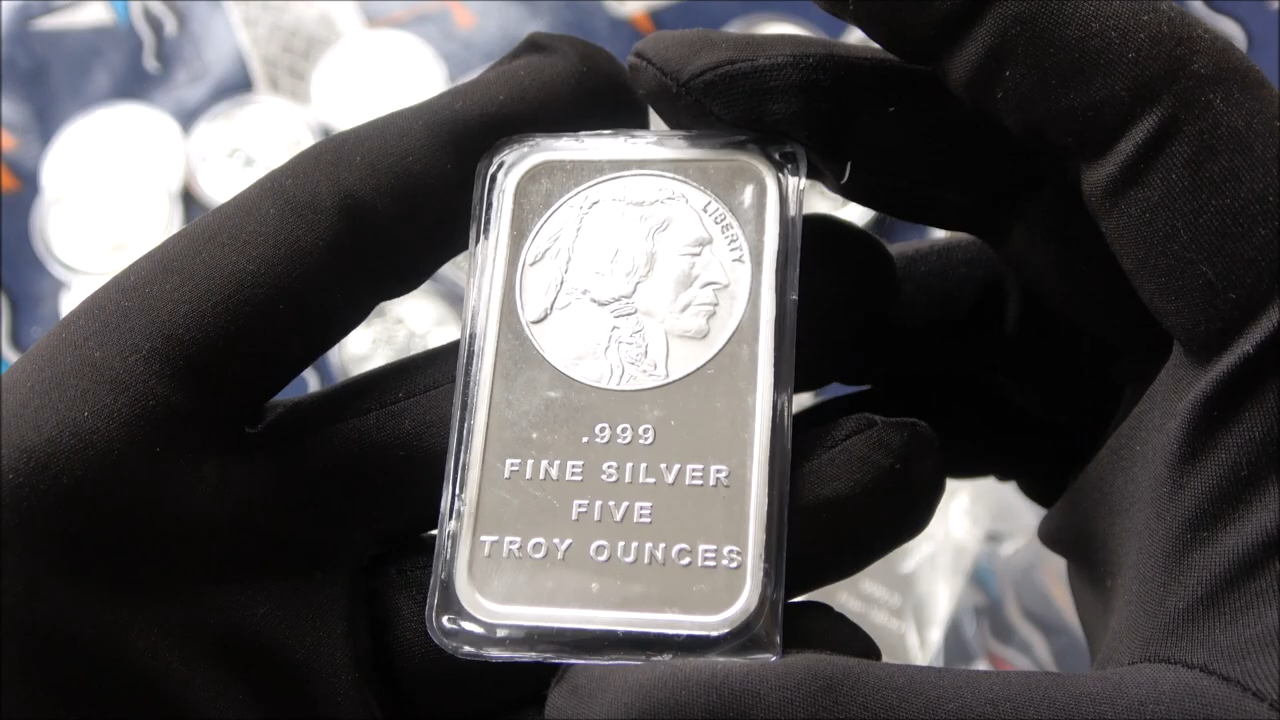 LIBERTY
.999
FINE SILVER
FIVE
TROY OUNCES